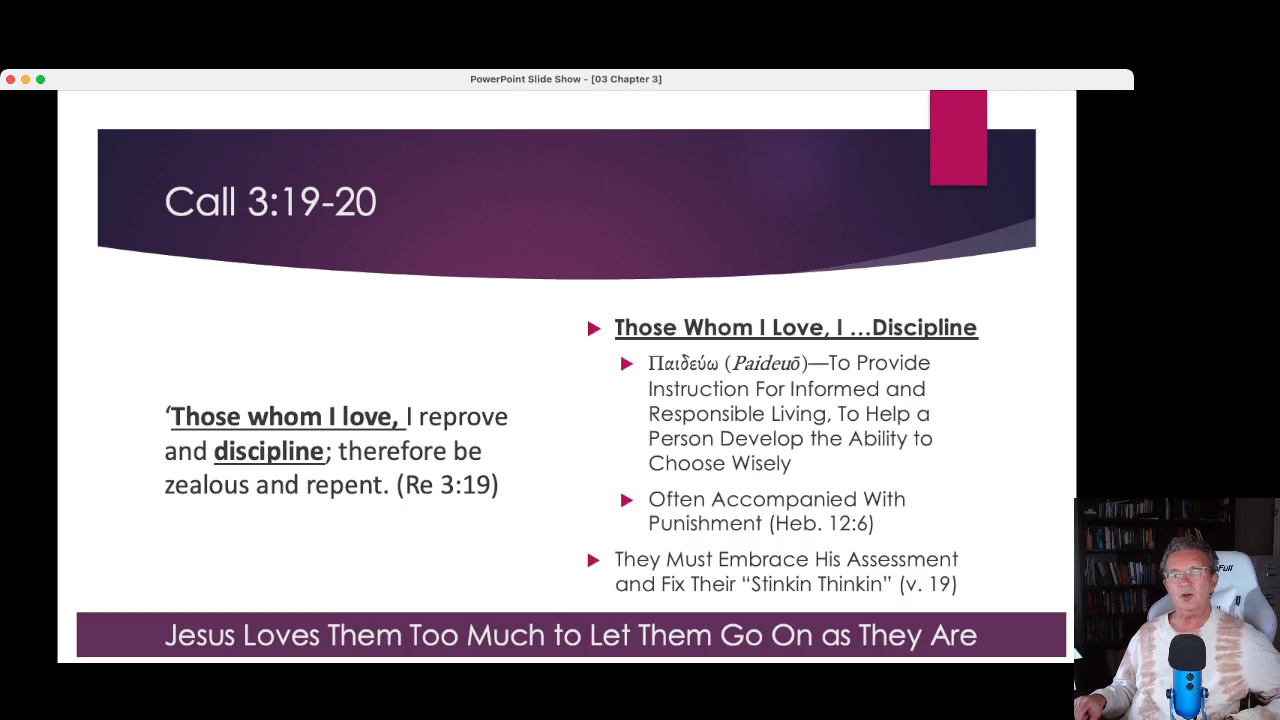 PowerPoint Slide Show - [03 Chapter 3]
Call 3:19-20
‘Those whom I love, I reprove
and discipline; therefore be
zealous and repent. (Re 3:19)
Those Whom I Love, I …Discipline
Παιδεύω (Paideuō)—To Provide
Instruction For Informed and
Responsible Living, To Help a
Person Develop the Ability to
Choose Wisely
Often Accompanied With
Punishment (Heb. 12:6)
They Must Embrace His Assessment
and Fix Their “Stinkin Thinkin” (v. 19)
Jesus Loves Them Too Much to Let Them Go On as They Are